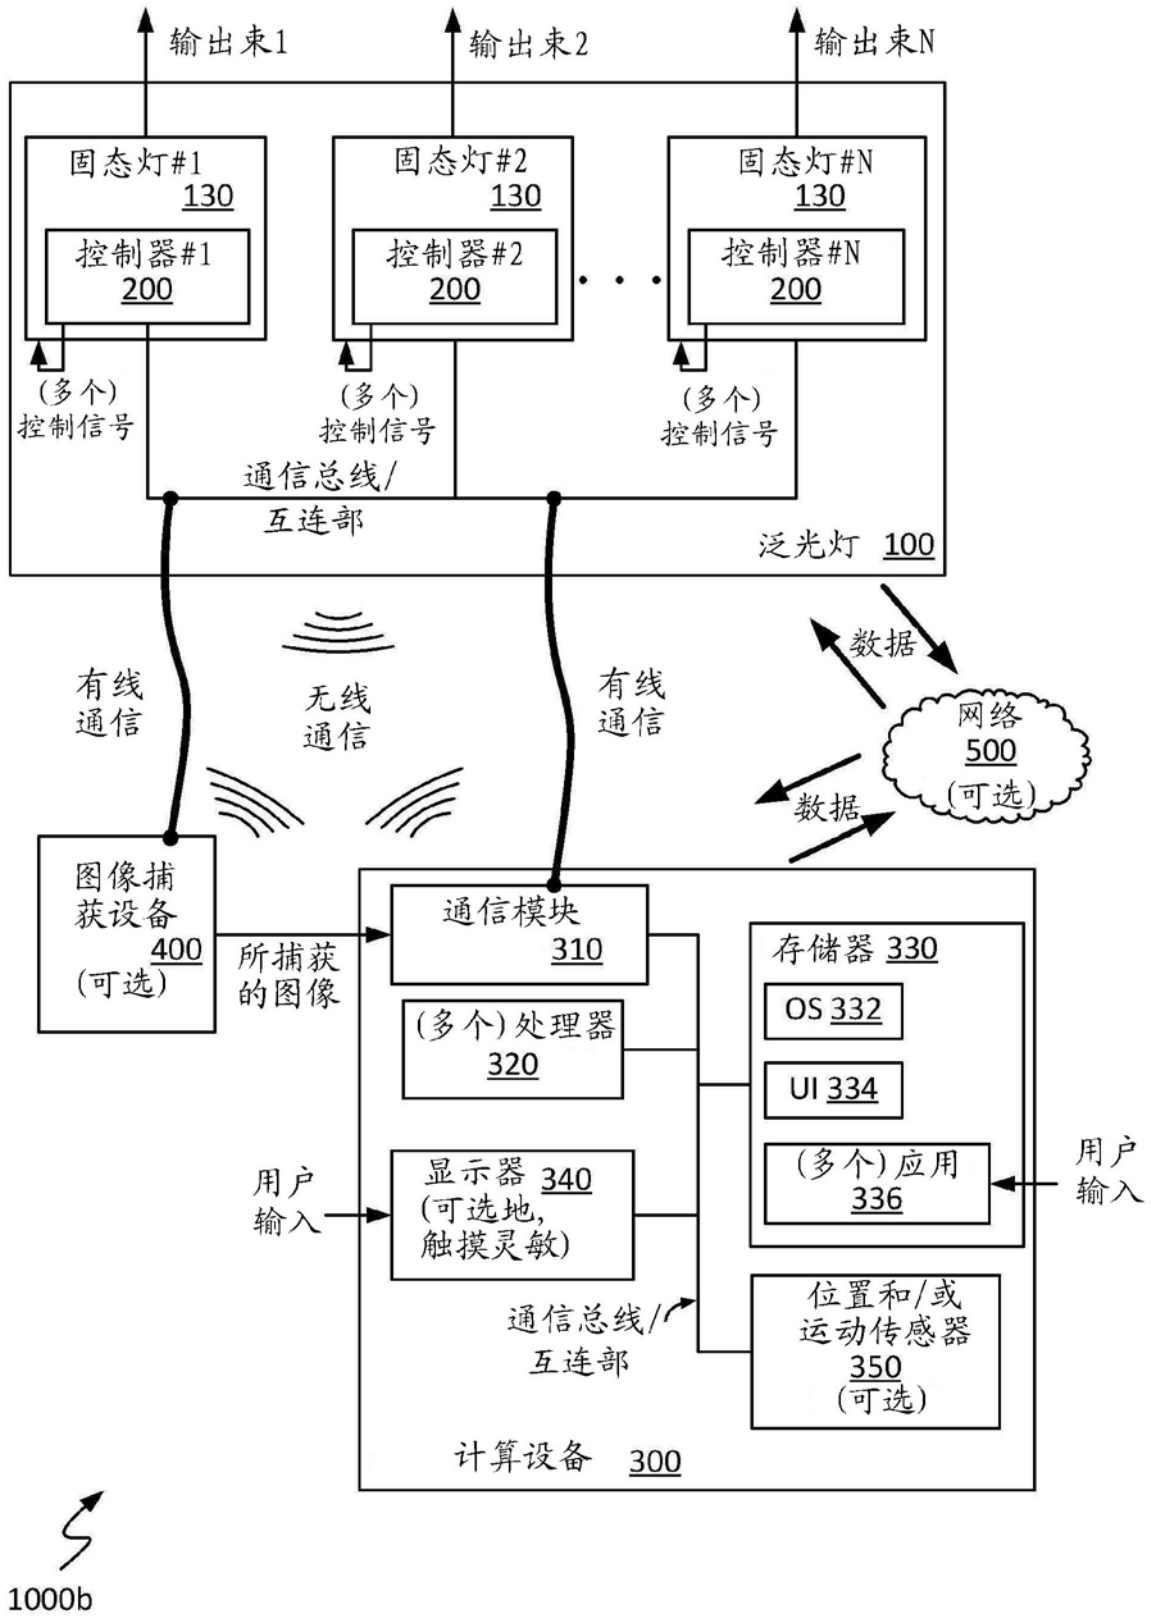 输出束1
输出束2
输出束N
固态灯#1
130
控制器#1
200
固态灯#2
130
控制器#2
200
固态灯#N
130
控制器#N
200
(多个)
控制信号
(多个)
控制信号
(多个)
控制信号
通信总线/
互连部
泛光灯 100
有线
通信
无线
通信
有线
通信
数据
网络
500
(可选)
数据
图像捕
获设备
400
(可选)
所捕获
的图像
通信模块
310
(多个)处理器
320
存储器 330
OS 332
UI 334
(多个)应用
336
用户
输入
用户
输入
显示器 340
(可选地,
触摸灵敏)
通信总线/
互连部
位置和/或
运动传感器
350
(可选)
计算设备 300
1000b